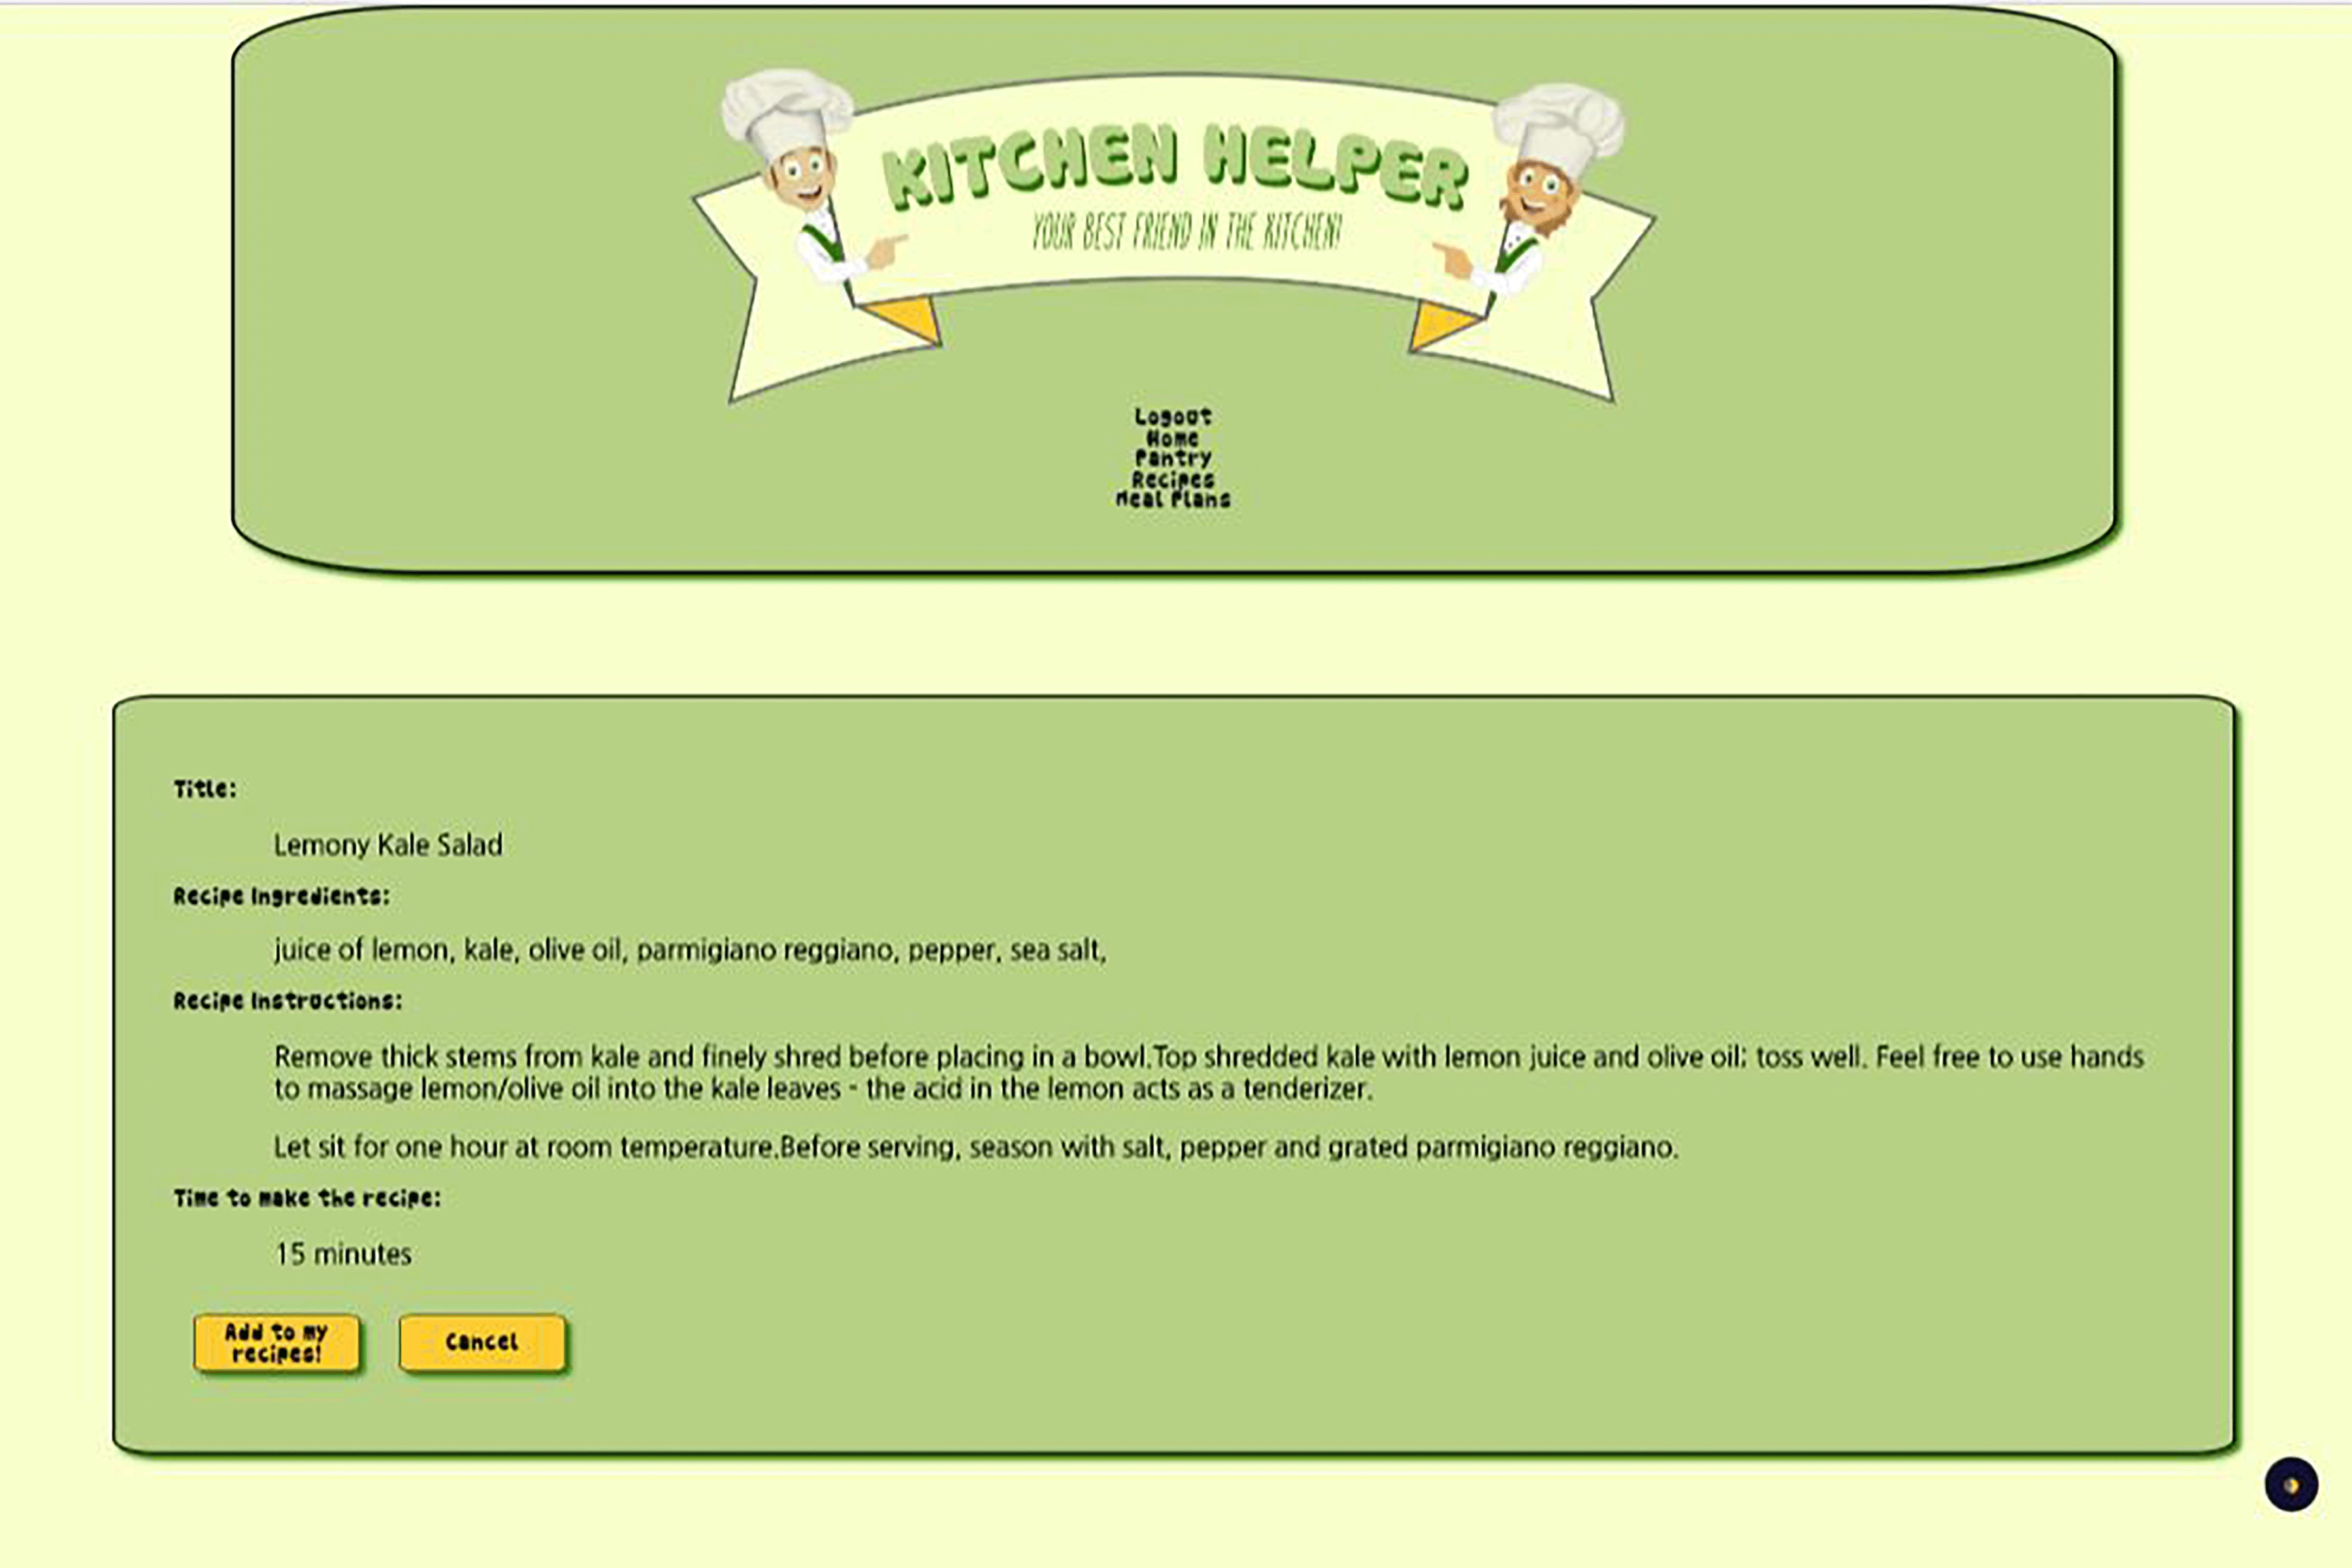 KITCHEN HELPER
YOUR BEST FRIEND IN THE KITCHEN!
Logout
Home
Pantry
Recipes
Meal Plans
Title:
Lemony Kale Salad
Recipe Ingredients:
juice of lemon, kale, olive oil, parmigiano reggiano, pepper, sea salt,
Recipe Instructions:
Remove thick stems from kale and finely shred before placing in a bowl.Top shredded kale with lemon juice and olive oil; toss well. Feel free to use hands
to massage lemon/olive oil into the kale leaves - the acid in the lemon acts as a tenderizer.
Let sit for one hour at room temperature.Before serving, season with salt, pepper and grated parmigiano reggiano.
Time to make the recipe:
15 minutes
Add to my
recipes!
Cancel